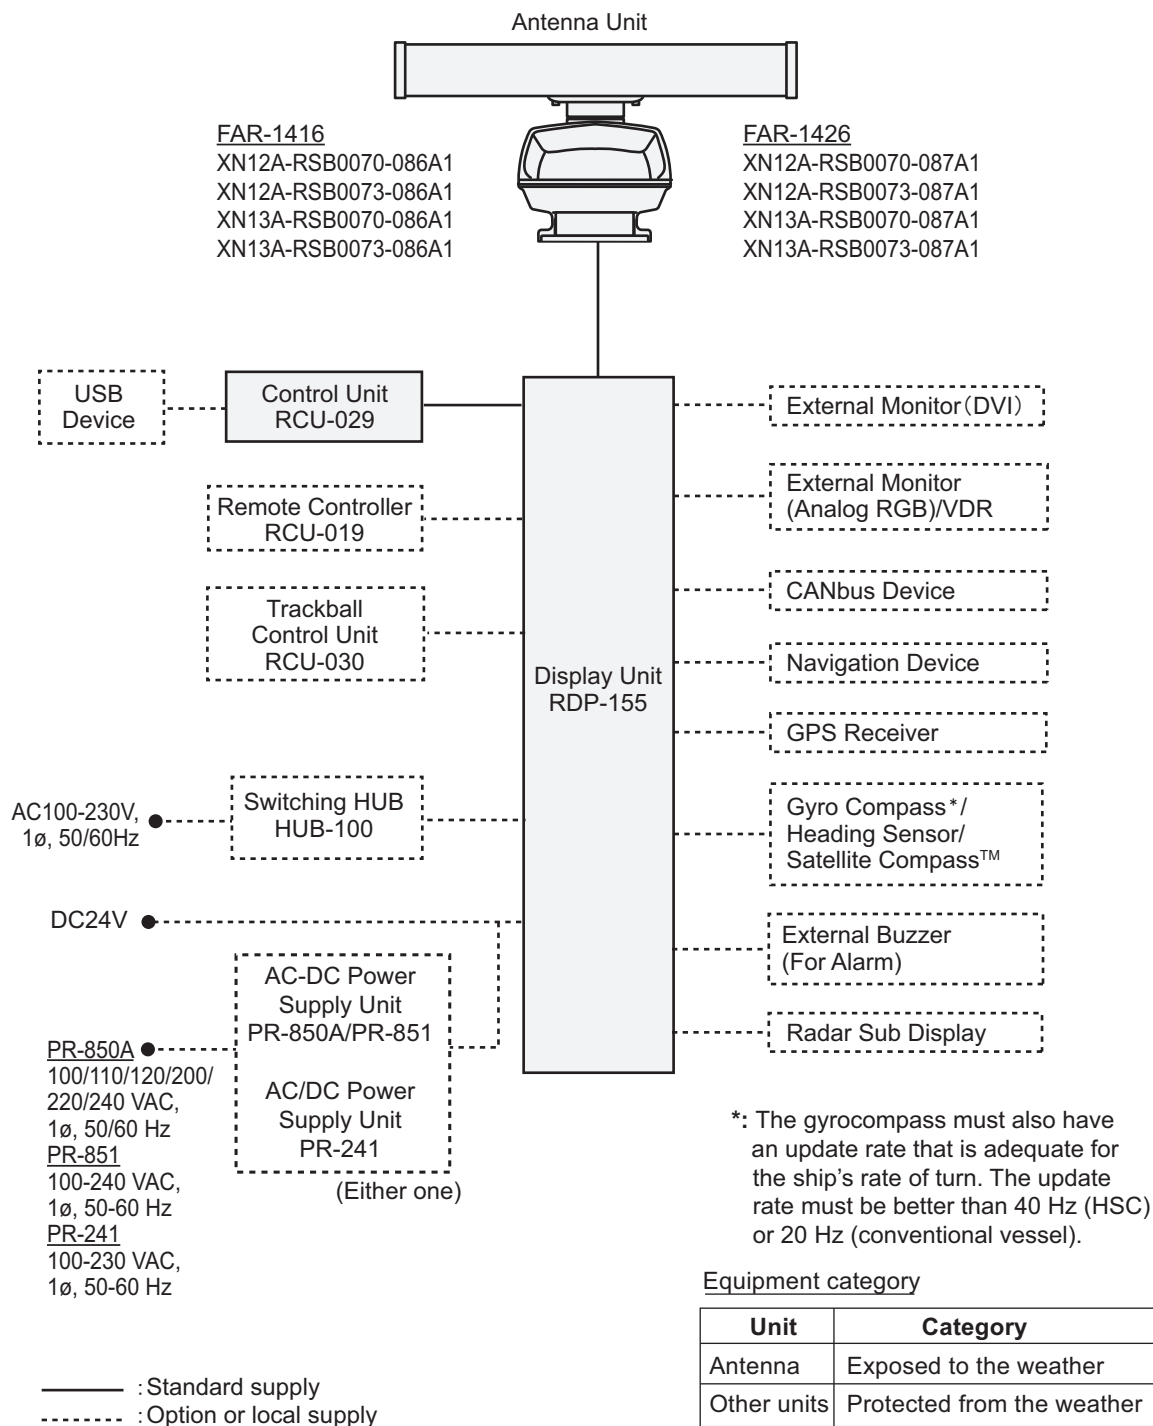 Antenna Unit
FAR-1416
XN12A-RSB0070-086A1
XN12A-RSB0073-086A1
XN13A-RSB0070-086A1
XN13A-RSB0073-086A1
FAR-1426
XN12A-RSB0070-087A1
XN12A-RSB0073-087A1
XN13A-RSB0070-087A1
XN13A-RSB0073-087A1
USB
Device
Control Unit
RCU-029
Remote Controller
RCU-019
Trackball
Control Unit
RCU-030
AC100-230V,
1ø, 50/60Hz
Switching HUB
HUB-100
DC24V
AC-DC Power
Supply Unit
PR-850A/PR-851
AC/DC Power
Supply Unit
PR-241
(Either one)
PR-850A
100/110/120/200/
220/240 VAC,
1ø, 50/60 Hz
PR-851
100-240 VAC,
1ø, 50-60 Hz
PR-241
100-230 VAC,
1ø, 50-60 Hz
Display Unit
RDP-155
External Monitor(DVI)
External Monitor
(Analog RGB)/VDR
CANbus Device
Navigation Device
GPS Receiver
Gyro Compass*/
Heading Sensor/
Satellite Compass™
External Buzzer
(For Alarm)
Radar Sub Display
*: The gyrocompass must also have
an update rate that is adequate for
the ship's rate of turn. The update
rate must be better than 40 Hz (HSC)
or 20 Hz (conventional vessel).
Equipment category
Unit Category
Antenna Exposed to the weather
Other units Protected from the weather
: Standard supply
: Option or local supply